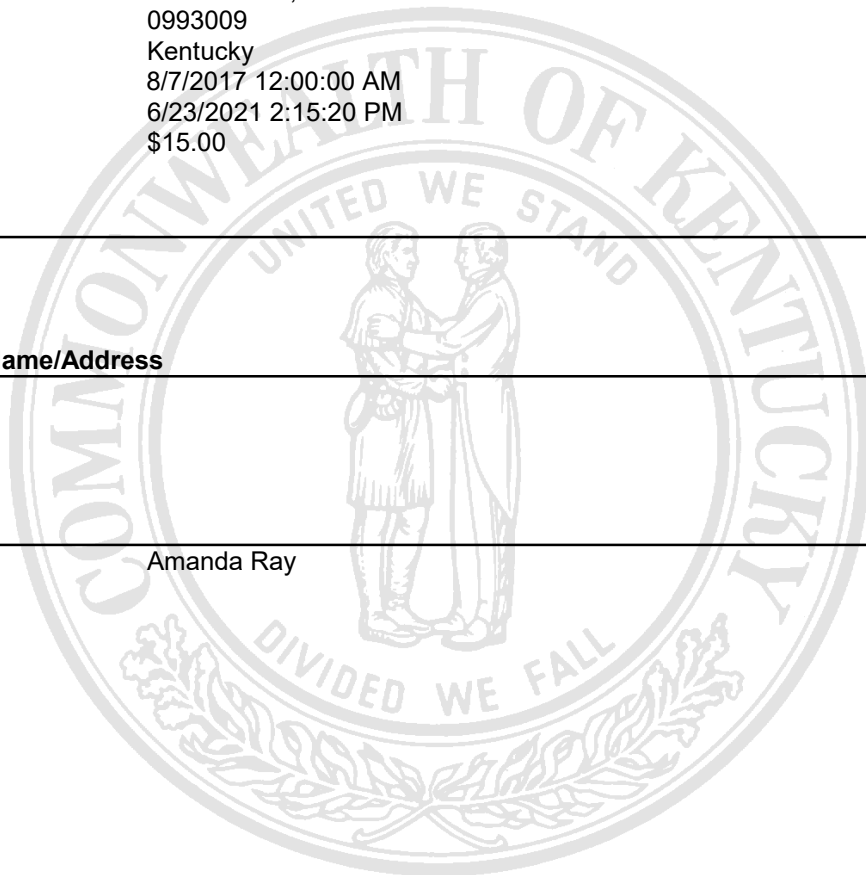 0993009
Kentucky
8/7/2017 12:00:00 AM
6/23/2021 2:15:20 PM
$15.00
COMMONWEALTH OF KENTUCKY
UNITED WE STAND
ame/Address
Amanda Ray
DIVIDED WE FALL